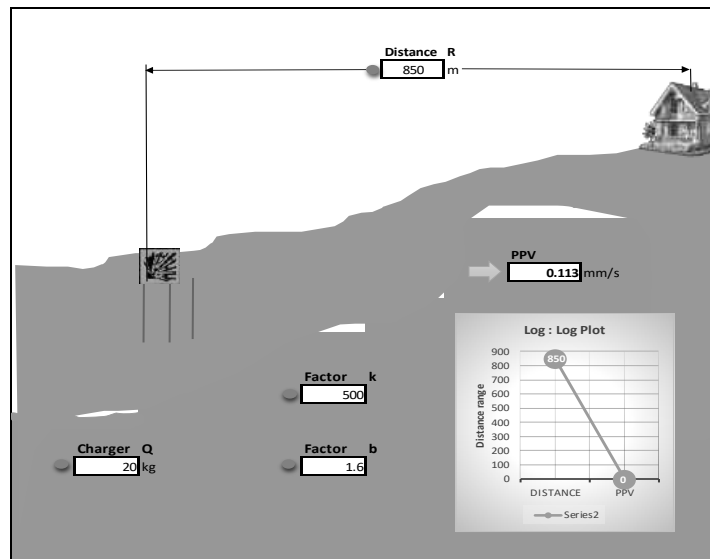 Distance R
850 m
PPV
0.113 mm/s
Log : Log Plot
Distance range
900
800
700
600
500
400
300
200
100
0
850
0
DISTANCE PPV
Series2
Factor k
500
Charger Q
20 kg
Factor b
1.6